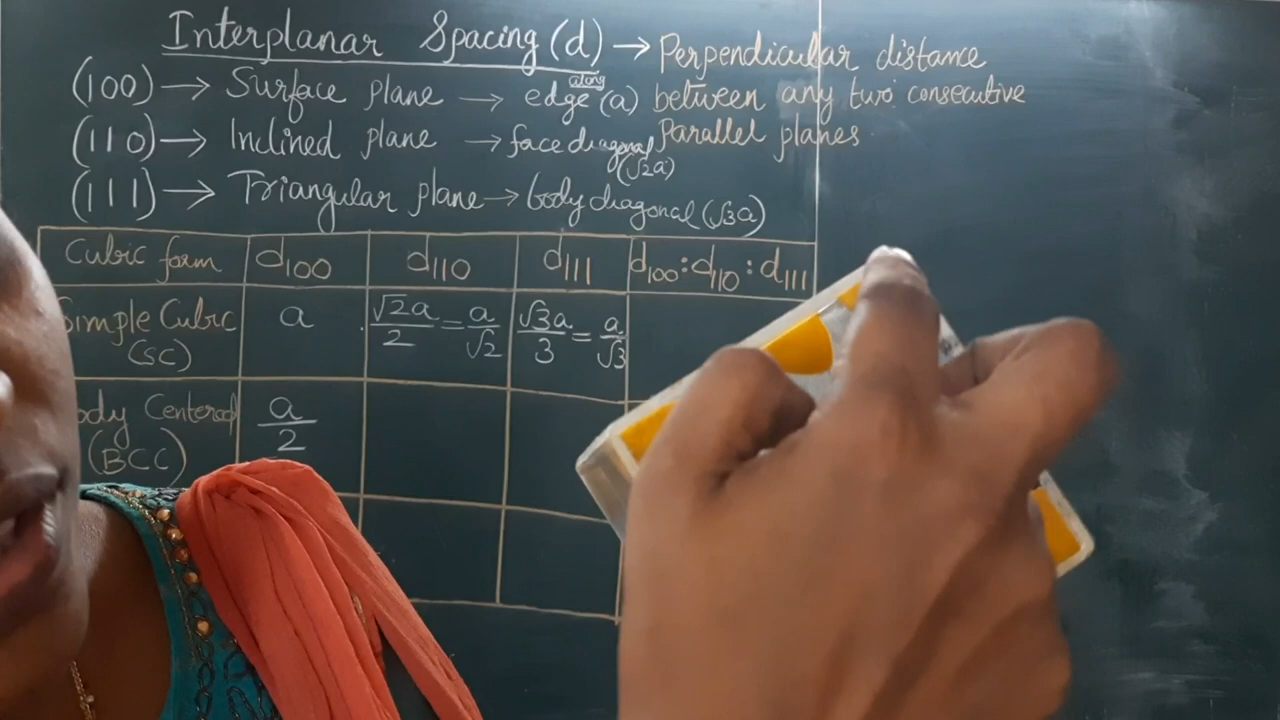 Interplanar Spacing (d) → Perpendicular distance
(100) → Surface plane → along edge (a) between any two consecutive
(110) → Inclined plane → face diagonal (√2a) Parallel planes
(111) → Triangular plane → body diagonal (√3a)
Cubic form d100 d110 d111 d100 : d110 : d111
Simple Cubic (SC) a √2a/2 = a/√2 √3a/3 = a/√3
ody Centered (BCC) a/2